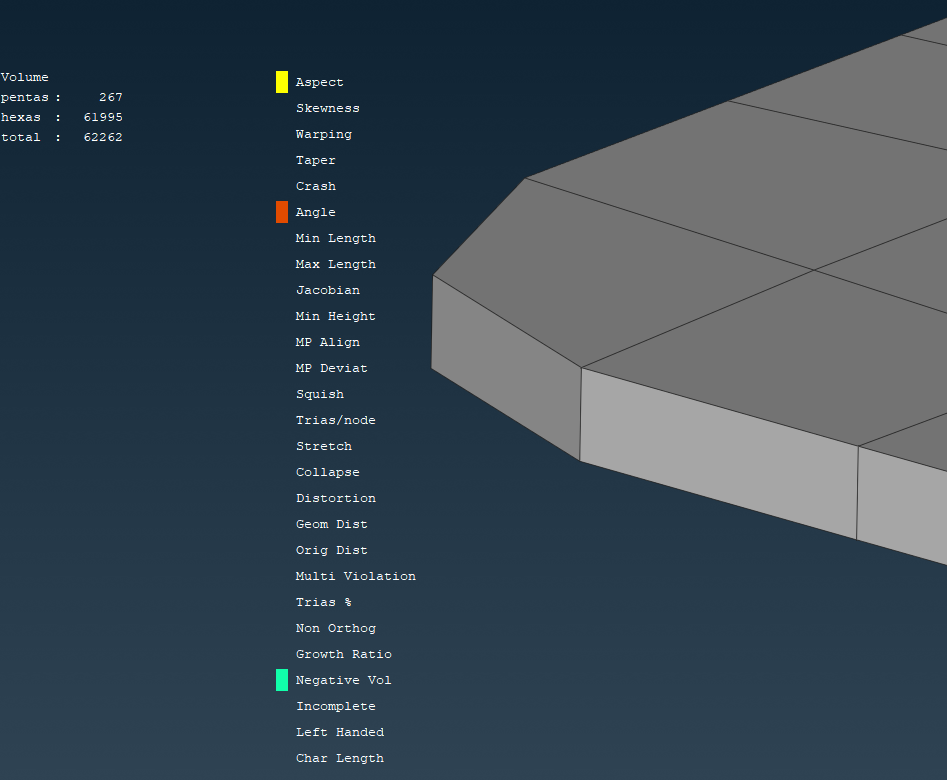 Volume
pentas : 267
hexas : 61995
total : 62262
Aspect
Skewness
Warping
Taper
Crash
Angle
Min Length
Max Length
Jacobian
Min Height
MP Align
MP Deviat
Squish
Trias/node
Stretch
Collapse
Distortion
Geom Dist
Orig Dist
Multi Violation
Trias %
Non Orthog
Growth Ratio
Negative Vol
Incomplete
Left Handed
Char Length